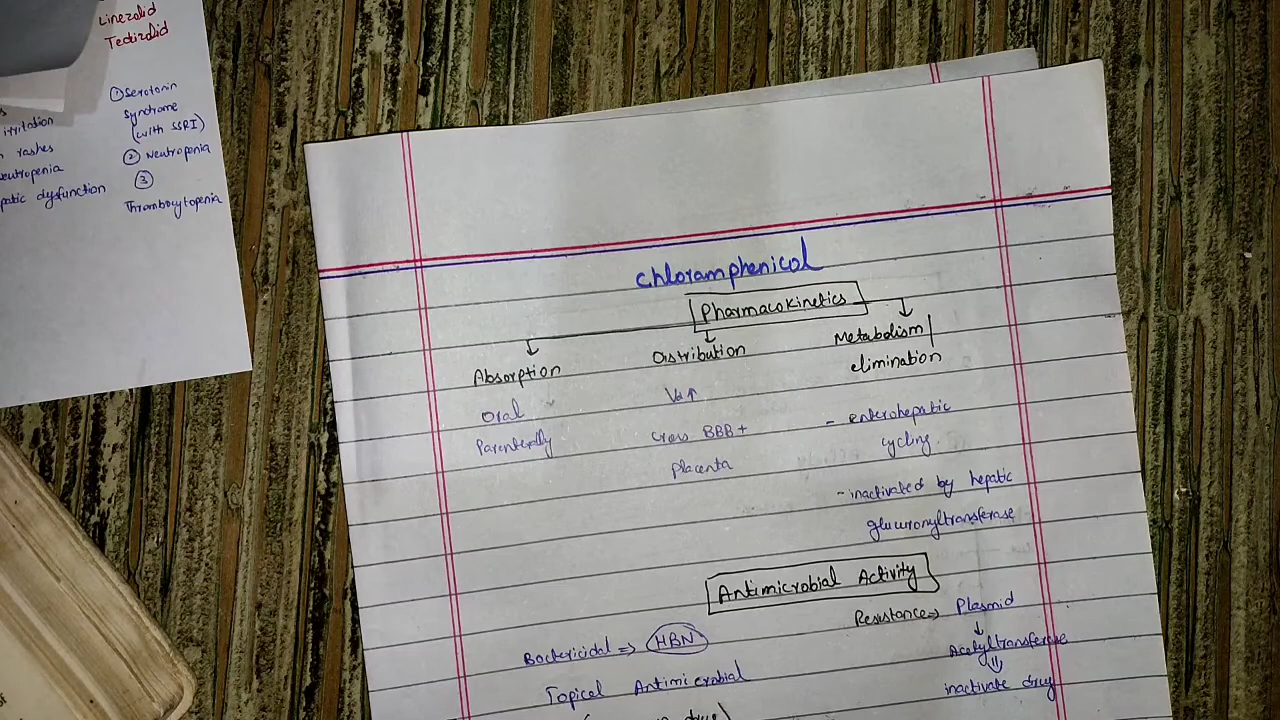 Linezolid
Tedizolid
① Serotonin
syndrome
(with SSRI)
② Neutropenia
③
Thrombocytopenia
irritation
rashes
dysfunction
Chloramphenicol
Pharmacokinetics
Absorption
Oral
Parenterally
Distribution
Vd↑
Cross BBB +
Placenta
Metabolism |
elimination
- enterohepatic
cycling
- inactivated by hepatic
glucuronyltransferase
Antimicrobial Activity
Bactericidal ⇒ HBN
Topical Antimicrobial
Resistance ⇒ Plasmid
↓
Acetyltransferase
⇓
inactivate drug